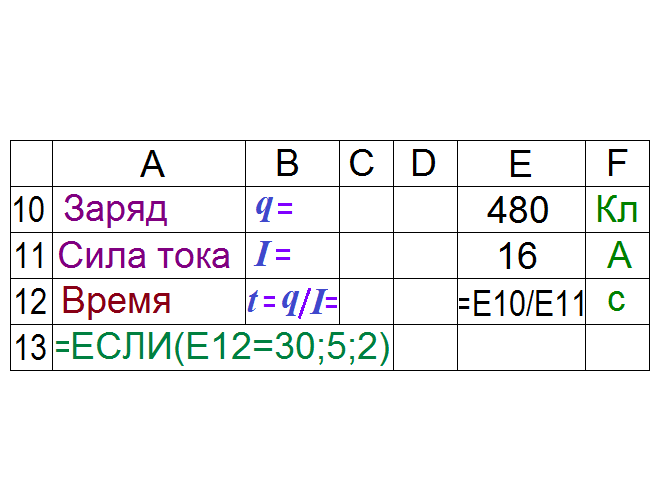 A B C D E F
10 Заряд q = 480 Кл
11 Сила тока I = 16 А
12 Время t = q/I= =E10/E11 с
13 =ЕСЛИ(E12=30;5;2)